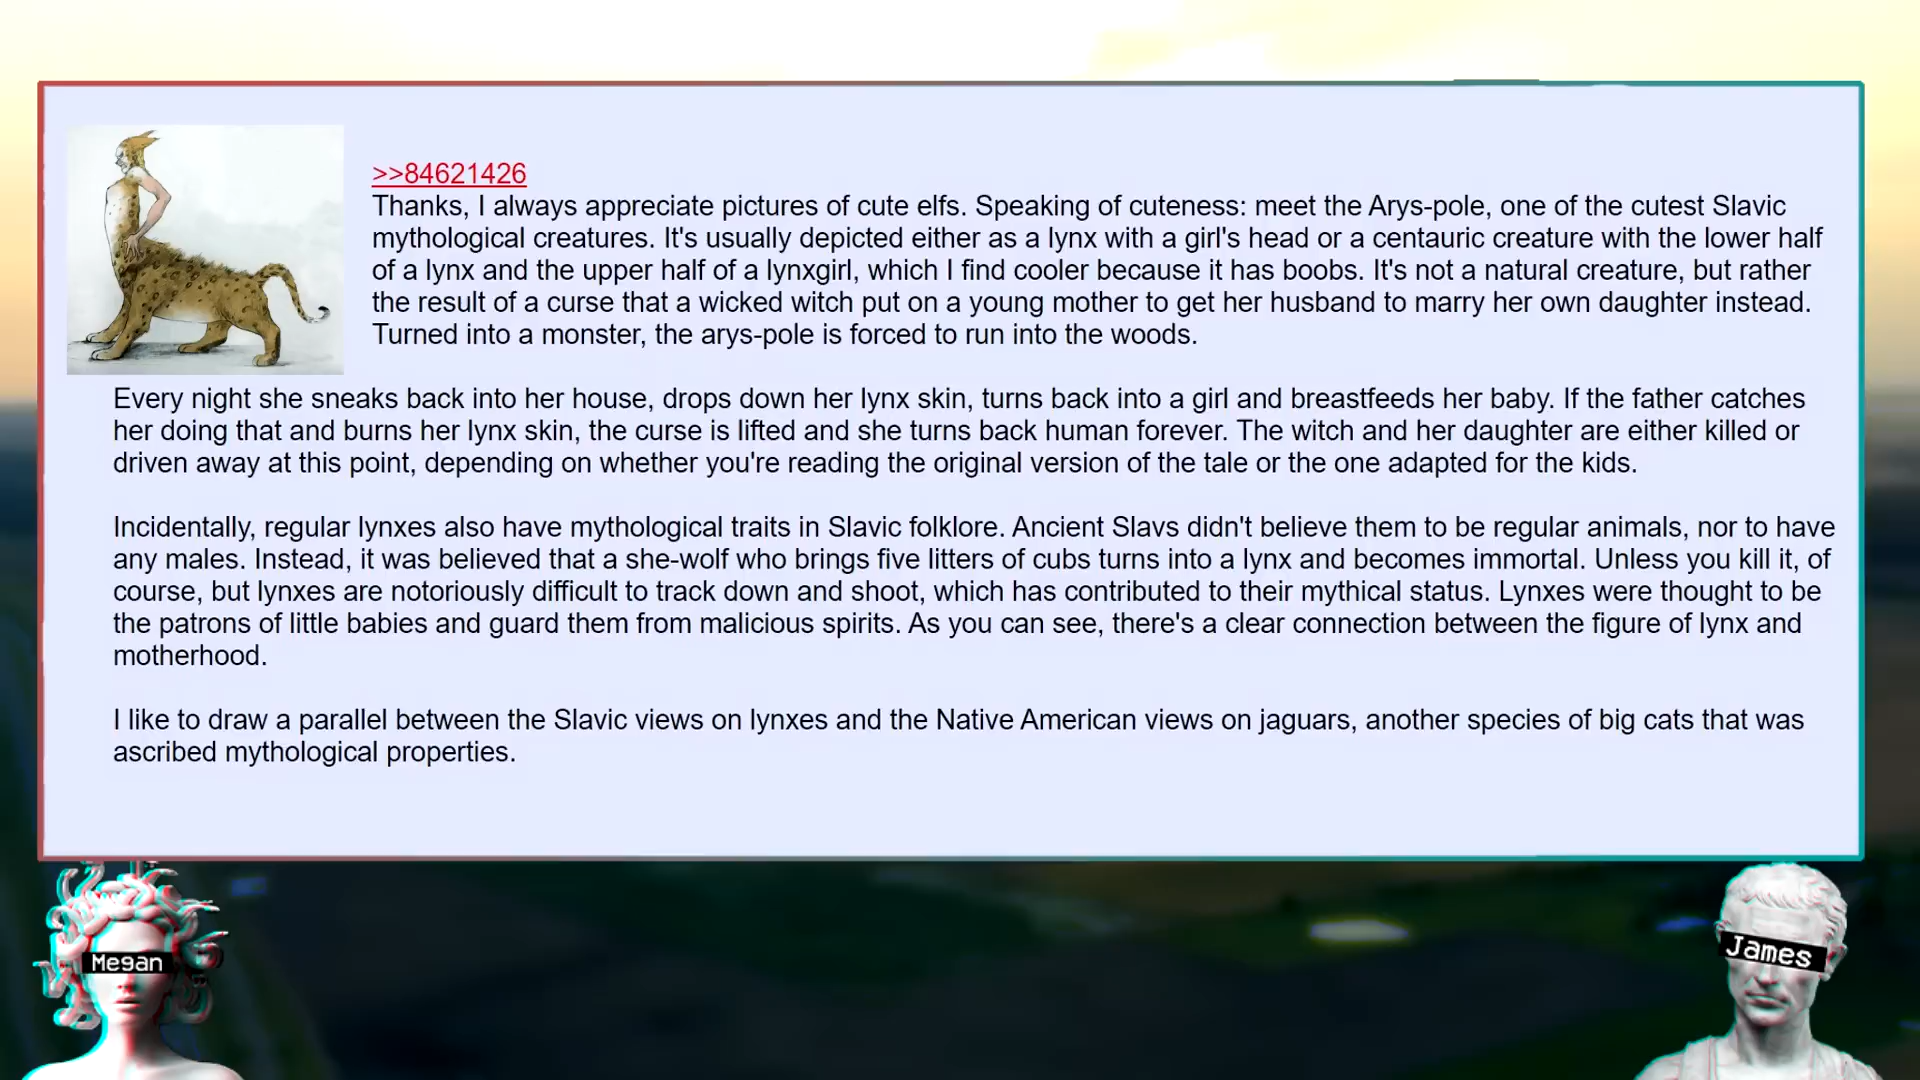 >>84621426
Thanks, I always appreciate pictures of cute elfs. Speaking of cuteness: meet the Arys-pole, one of the cutest Slavic
mythological creatures. It's usually depicted either as a lynx with a girl's head or a centauric creature with the lower half
of a lynx and the upper half of a lynxgirl, which I find cooler because it has boobs. It's not a natural creature, but rather
the result of a curse that a wicked witch put on a young mother to get her husband to marry her own daughter instead.
Turned into a monster, the arys-pole is forced to run into the woods.
Every night she sneaks back into her house, drops down her lynx skin, turns back into a girl and breastfeeds her baby. If the father catches
her doing that and burns her lynx skin, the curse is lifted and she turns back human forever. The witch and her daughter are either killed or
driven away at this point, depending on whether you're reading the original version of the tale or the one adapted for the kids.
Incidentally, regular lynxes also have mythological traits in Slavic folklore. Ancient Slavs didn't believe them to be regular animals, nor to have
any males. Instead, it was believed that a she-wolf who brings five litters of cubs turns into a lynx and becomes immortal. Unless you kill it, of
course, but lynxes are notoriously difficult to track down and shoot, which has contributed to their mythical status. Lynxes were thought to be
the patrons of little babies and guard them from malicious spirits. As you can see, there's a clear connection between the figure of lynx and
motherhood.
I like to draw a parallel between the Slavic views on lynxes and the Native American views on jaguars, another species of big cats that was
ascribed mythological properties.
Megan
James